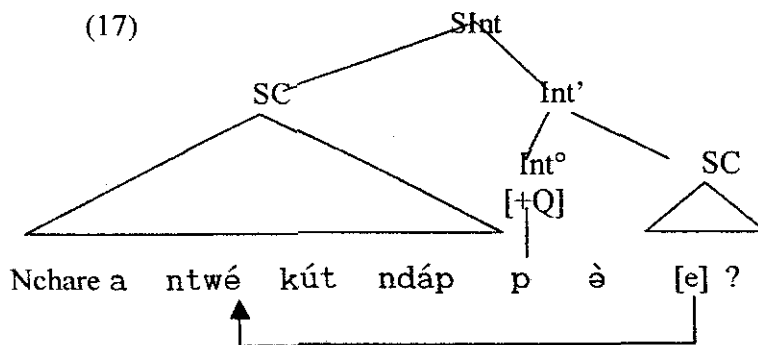 (17)
SInt
SC Int’
Int° SC
[+Q]
Nchare a ntwé kút ndáp p ə̀ [e] ?